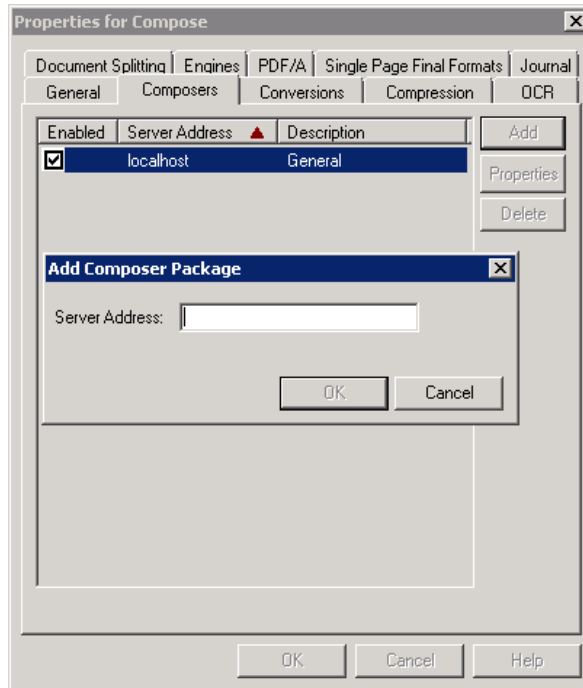 Properties for Compose
Document Splitting Engines PDF/A Single Page Final Formats Journal
General Composers Conversions Compression OCR
Enabled Server Address Description Add
localhost General
Properties
Delete
Add Composer Package
Server Address:
OK Cancel
OK Cancel Help